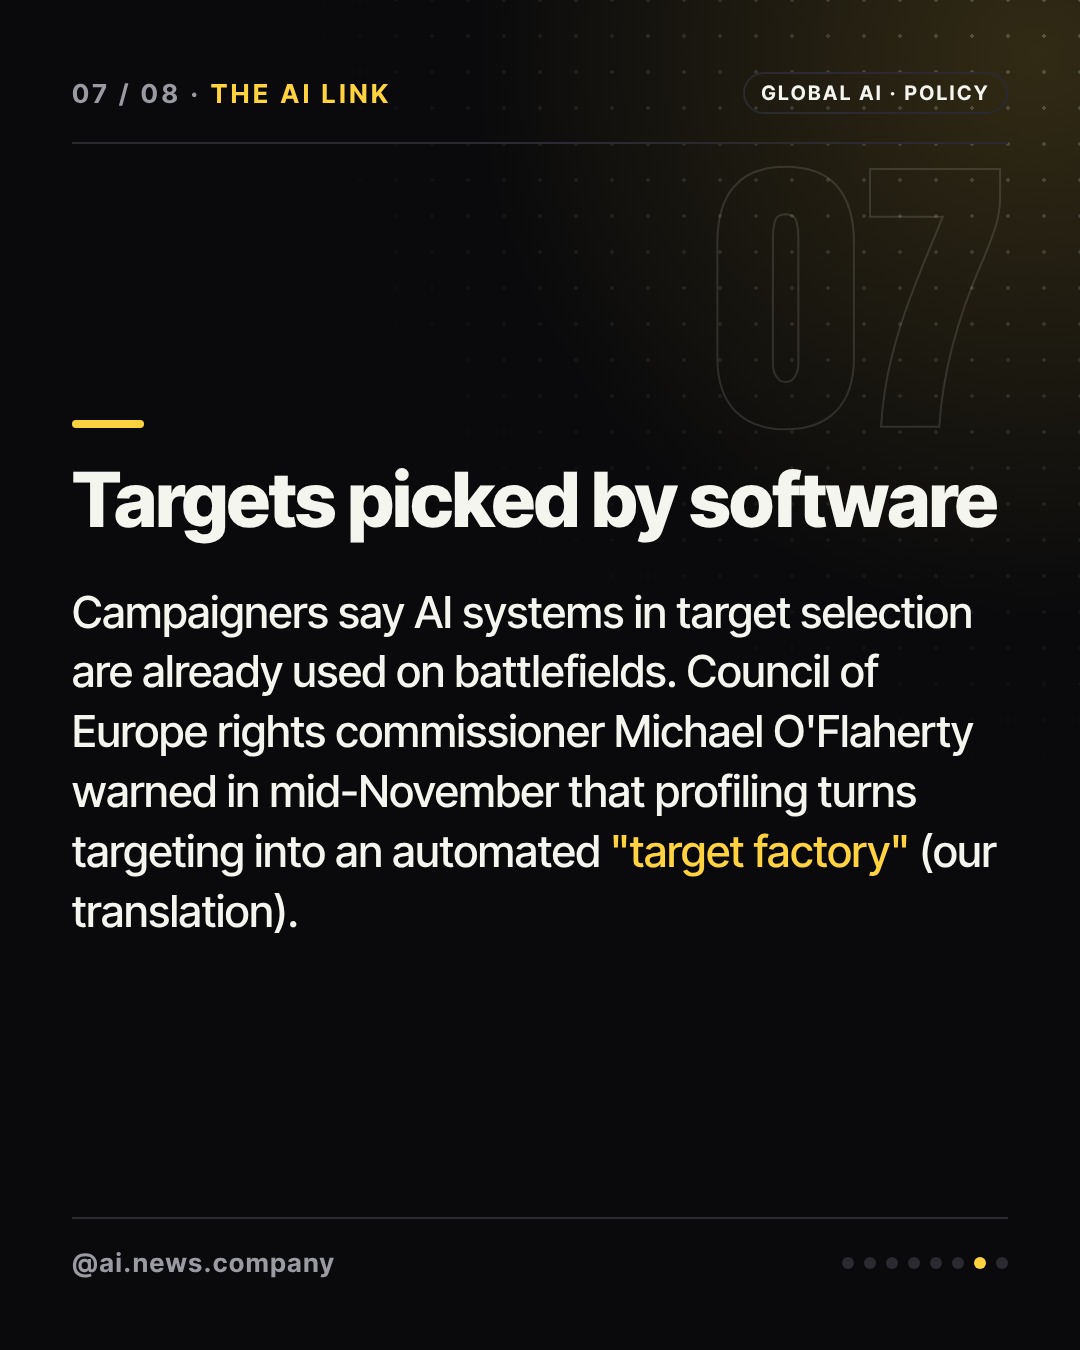 07 / 08 · THE AI LINK
GLOBAL AI · POLICY
07
Targets picked by software
Campaigners say AI systems in target selection
are already used on battlefields. Council of
Europe rights commissioner Michael O'Flaherty
warned in mid-November that profiling turns
targeting into an automated "target factory" (our
translation).
@ai.news.company